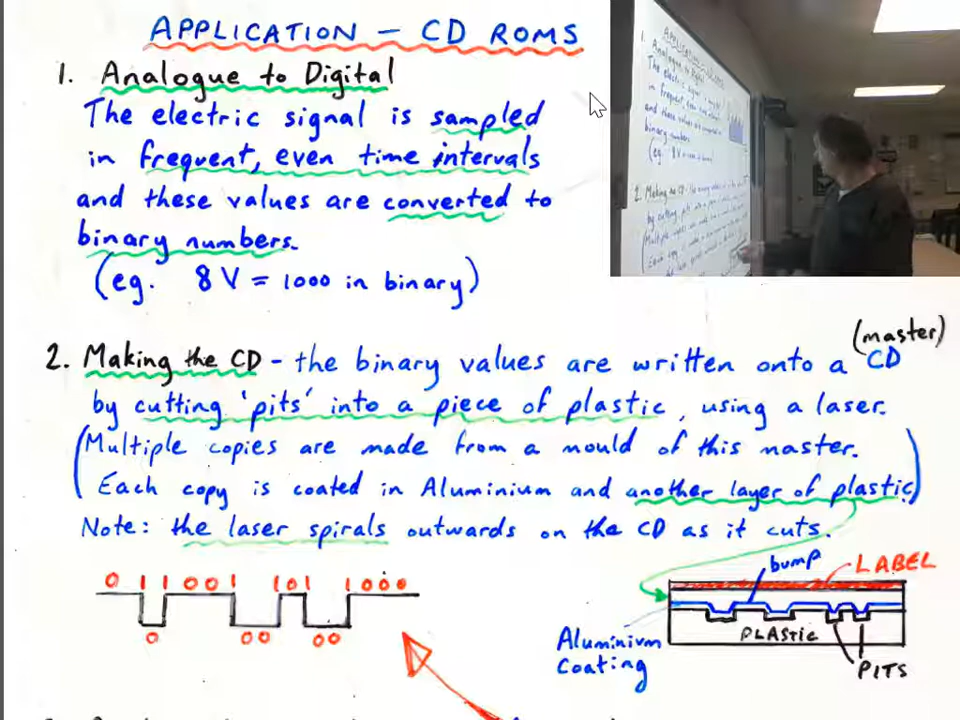 APPLICATION - CD ROMS
1. Analogue to Digital
The electric signal is sampled
in frequent, even time intervals
and these values are converted to
binary numbers.
(eg. 8 V = 1000 in binary)
(master)
2. Making the CD - the binary values are written onto a CD
by cutting 'pits' into a piece of plastic, using a laser.
(Multiple copies are made from a mould of this master.
Each copy is coated in Aluminium and another layer of plastic)
Note: the laser spirals outwards on the CD as it cuts.
0 1 1 0 0 1 1 0 1 1 0 0 0
0 0 0 0 0
bump
LABEL
Aluminium
Coating
PLASTIC
PITS